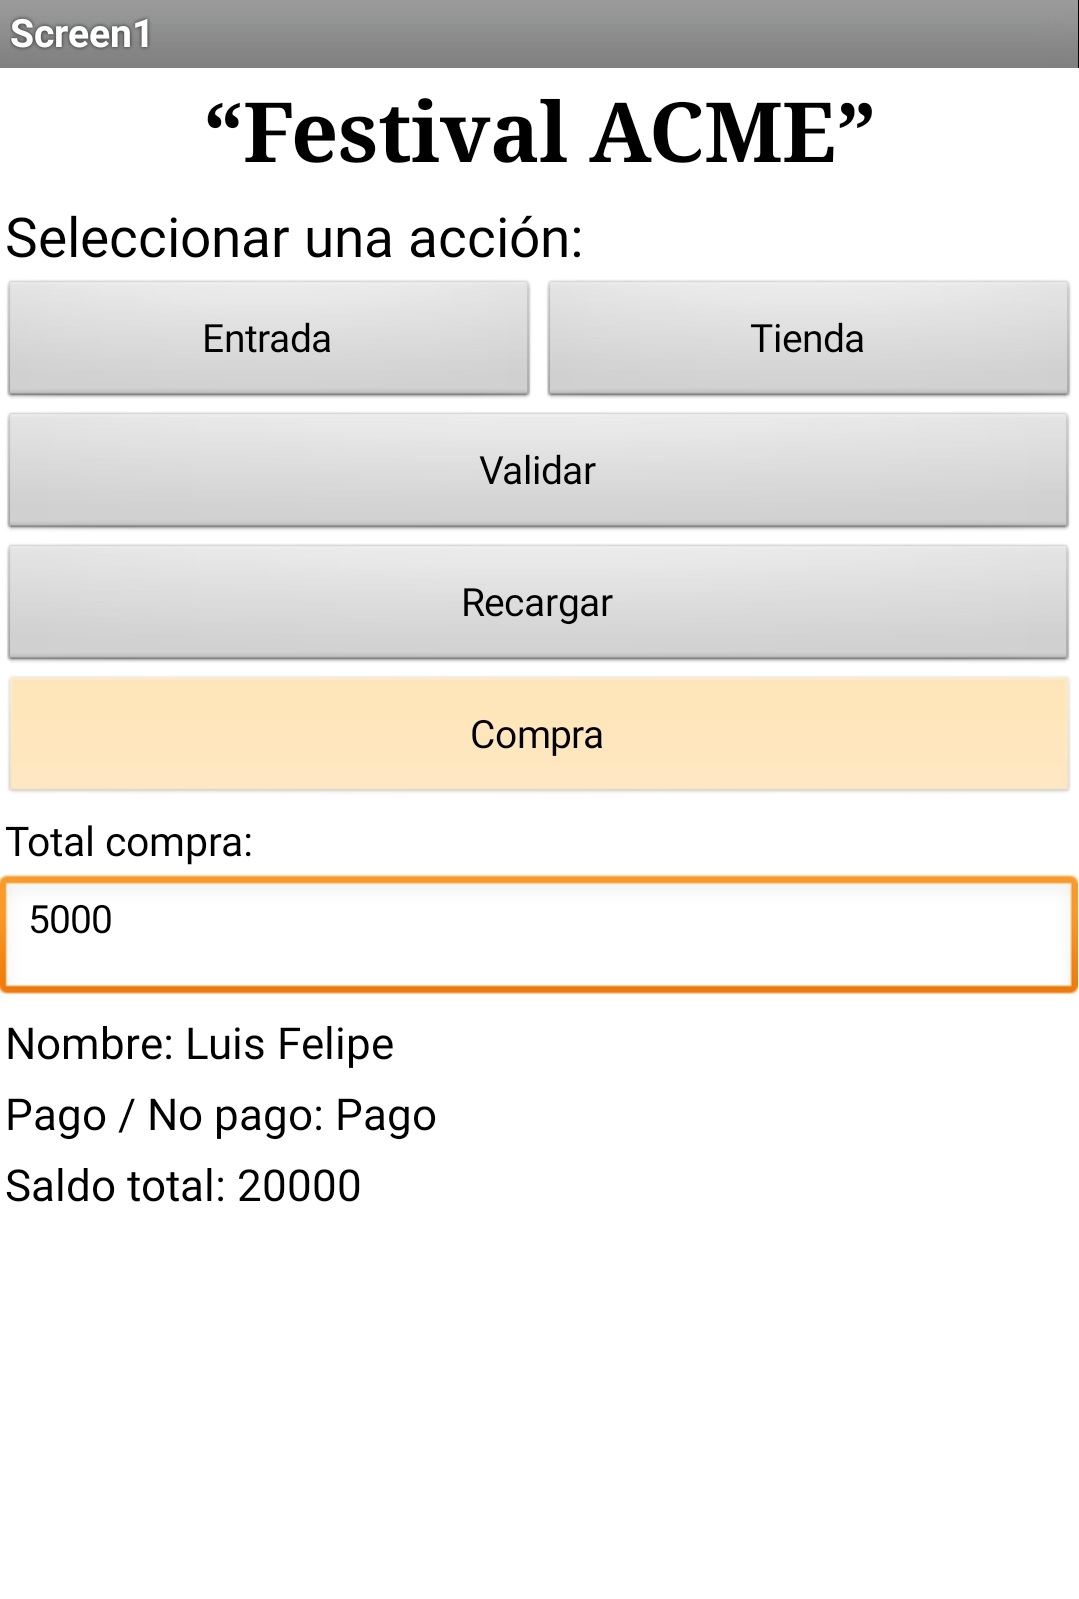 Screen1
“Festival ACME”
Seleccionar una acción:
Entrada
Tienda
Validar
Recargar
Compra
Total compra:
5000
Nombre: Luis Felipe
Pago / No pago: Pago
Saldo total: 20000